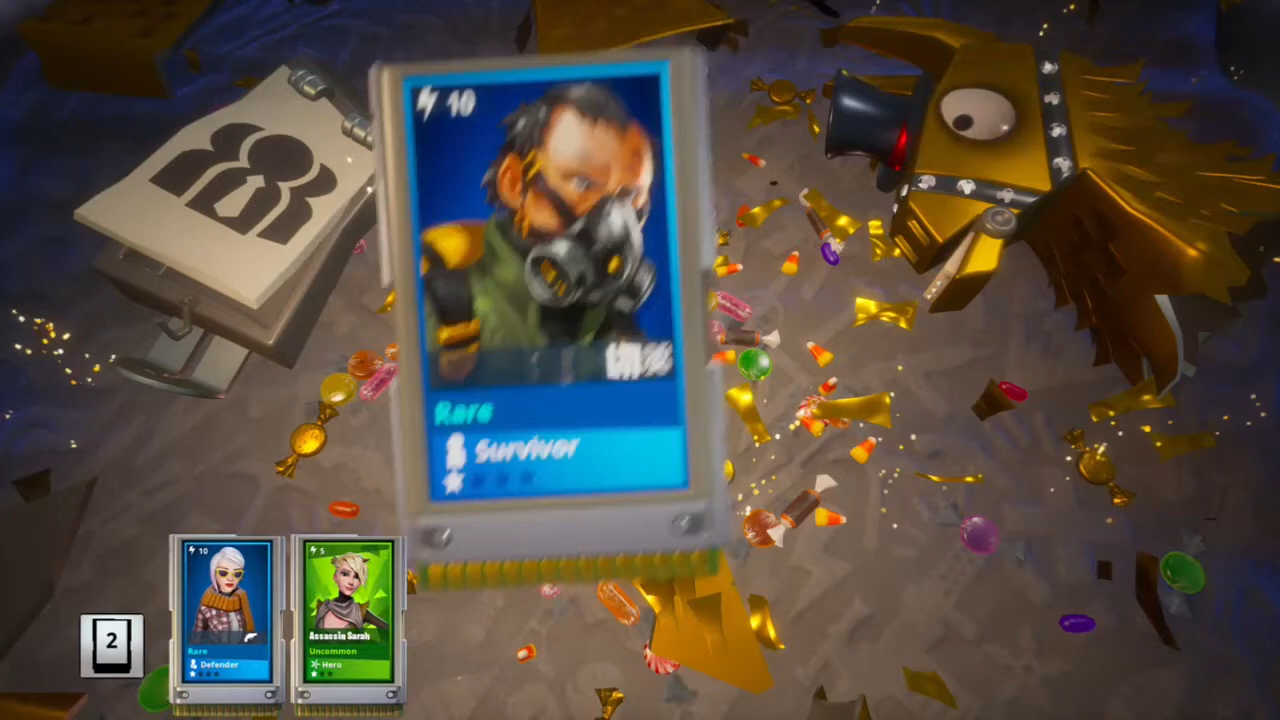 10
Rare
Survivor
2
10
Rare
Defender
5
Assassin Sarah
Uncommon
Hero